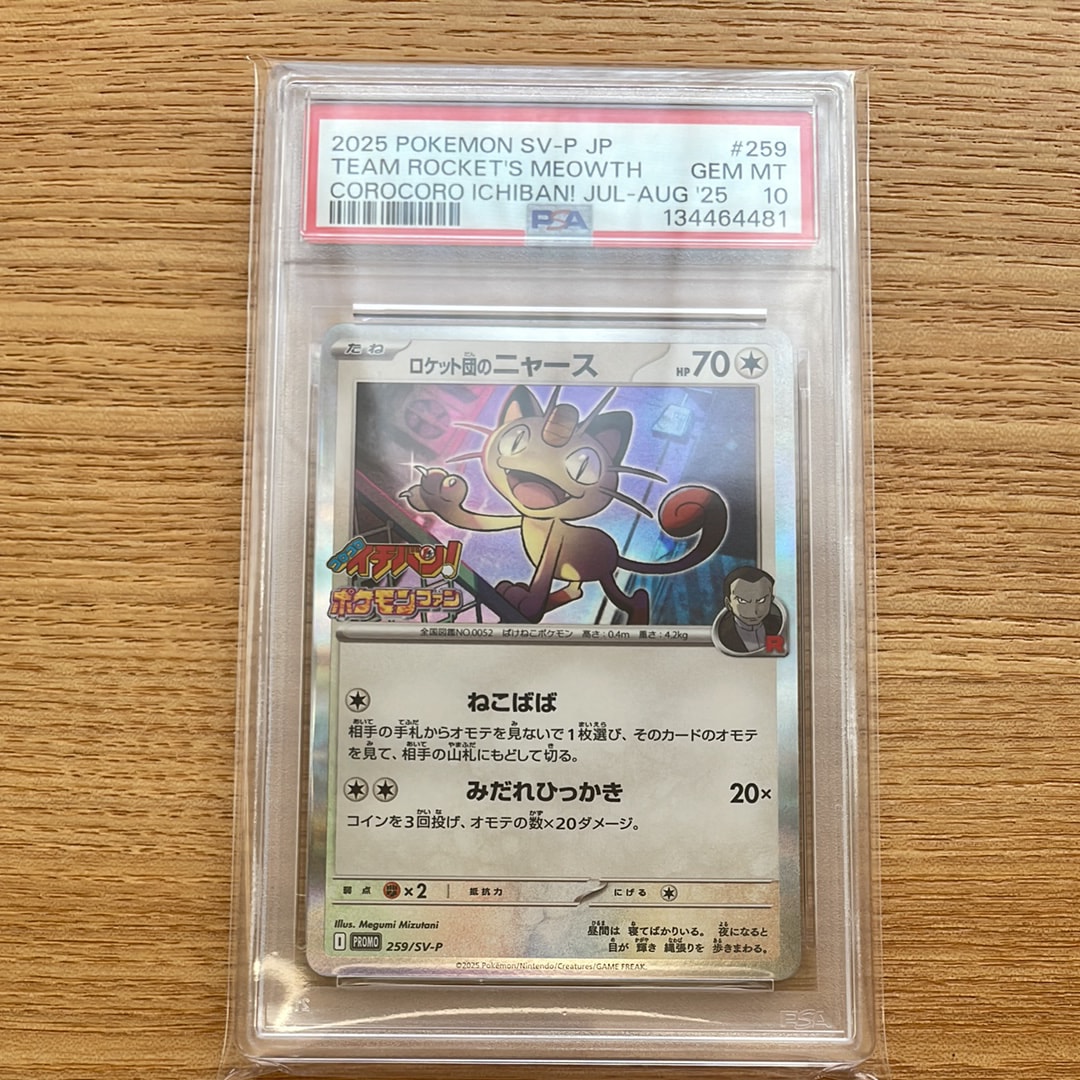 2025 POKEMON SV-P JP #259
TEAM ROCKET'S MEOWTH GEM MT
COROCORO ICHIBAN! JUL-AUG '25 10
PSA 134464481
たね ロケット団のニャース HP70
コロコロイチバン!
ポケモンファン
R
全国図鑑NO.0052 ばけねこポケモン 高さ:0.4m 重さ:4.2kg
ねこばば
相手の手札からオモテを見ないで1枚選び、そのカードのオモテ
を見て、相手の山札にもどして切る。
みだれひっかき 20×
コインを3回投げ、オモテの数×20ダメージ。
弱点 ×2 抵抗力 にげる
Illus. Megumi Mizutani
昼間は 寝てばかりいる。 夜になると
目が 輝き 縄張りを 歩きまわる。
I PROMO 259/SV-P
©2025 Pokémon/Nintendo/Creatures/GAME FREAK.
PSA